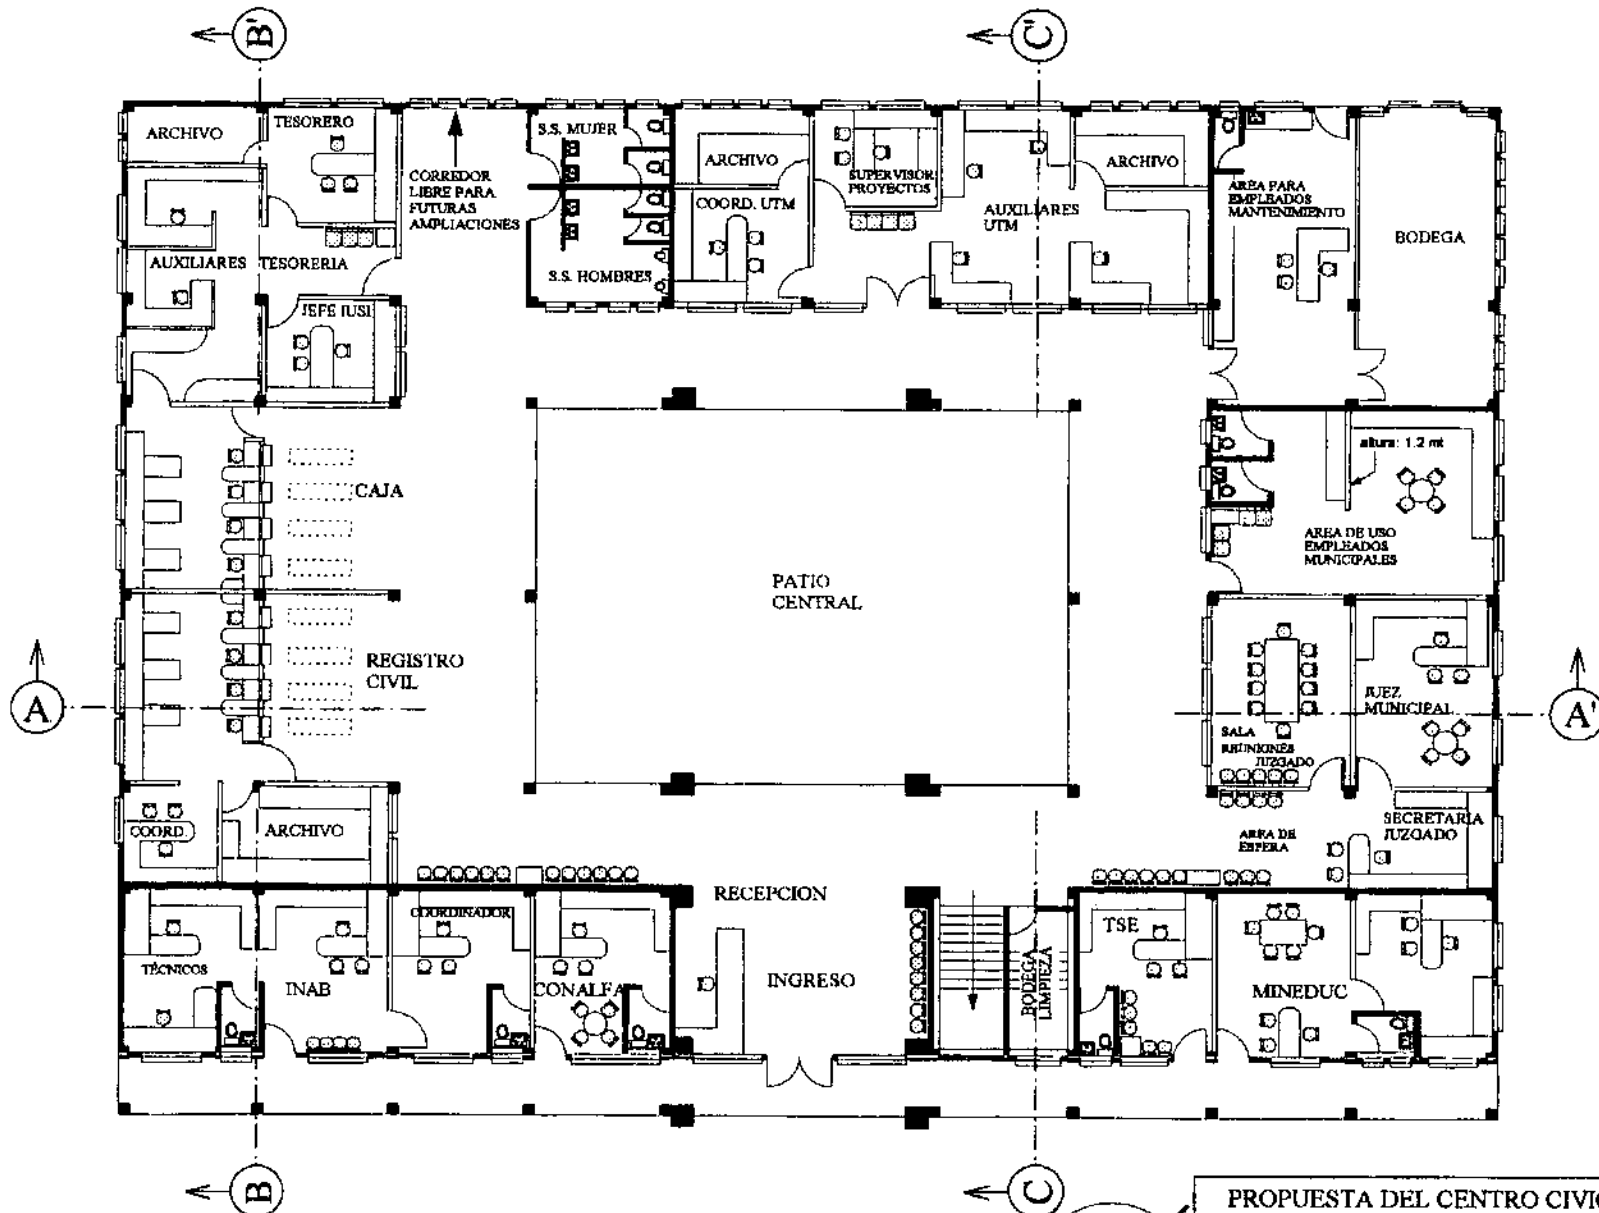 B'
C'
ARCHIVO
TESORERO
CORREDOR
LIBRE PARA
FUTURAS
AMPLIACIONES
S.S. MUJER
S.S. HOMBRES
ARCHIVO
COORD. UTM
SUPERVISOR
PROYECTOS
AUXILIARES
UTM
ARCHIVO
AREA PARA
EMPLEADOS
MANTENIMIENTO
BODEGA
AUXILIARES TESORERIA
JEFE IUSI
CAJA
altura: 1.2 mt
AREA DE USO
EMPLEADOS
MUNICIPALES
PATIO
CENTRAL
REGISTRO
CIVIL
A
A'
SALA
REUNIONES
JUZGADO
JUEZ
MUNICIPAL
COORD.
ARCHIVO
AREA DE
ESPERA
SECRETARIA
JUZGADO
RECEPCION
TÉCNICOS
INAB
COORDINADOR
CONALFA
INGRESO
BODEGA
LIMPIEZA
TSE
MINEDUC
B
C
PROPUESTA DEL CENTRO CIVI